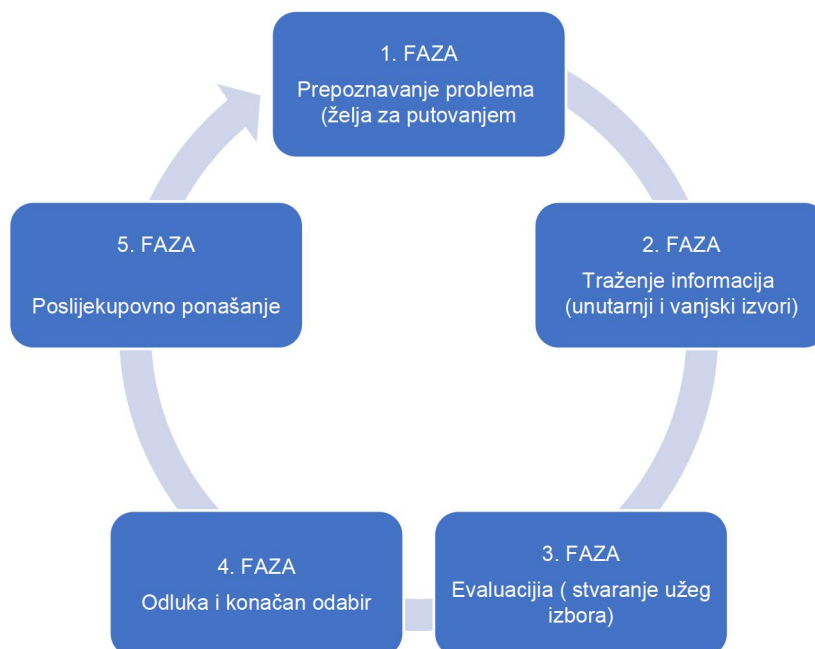 1. FAZA
Prepoznavanje problema
(želja za putovanjem
2. FAZA
Traženje informacija
(unutarnji i vanjski izvori)
3. FAZA
Evaluacijia ( stvaranje užeg
izbora)
4. FAZA
Odluka i konačan odabir
5. FAZA
Poslijekupovno ponašanje